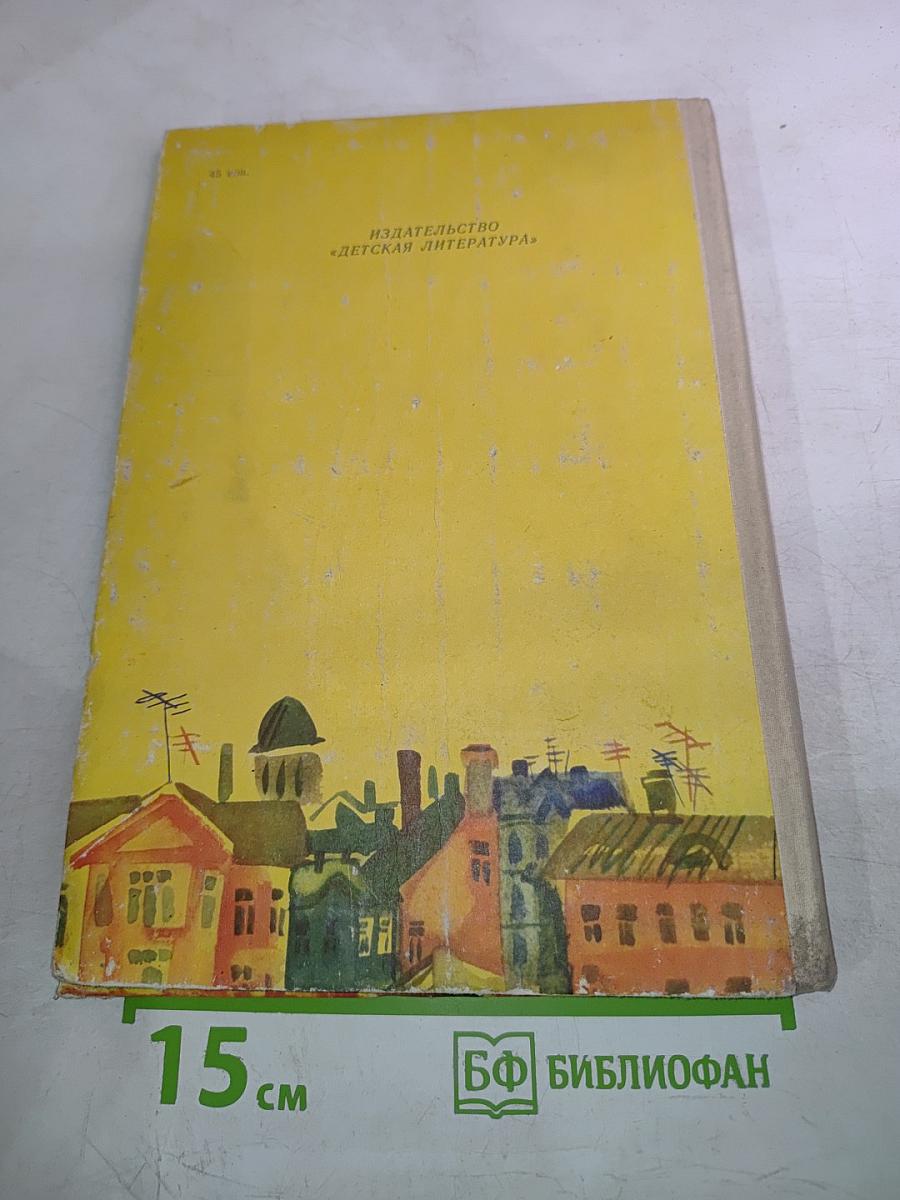 45 коп.
ИЗДАТЕЛЬСТВО
«ДЕТСКАЯ ЛИТЕРАТУРА»
15 см
БФ БИБЛИОФАН